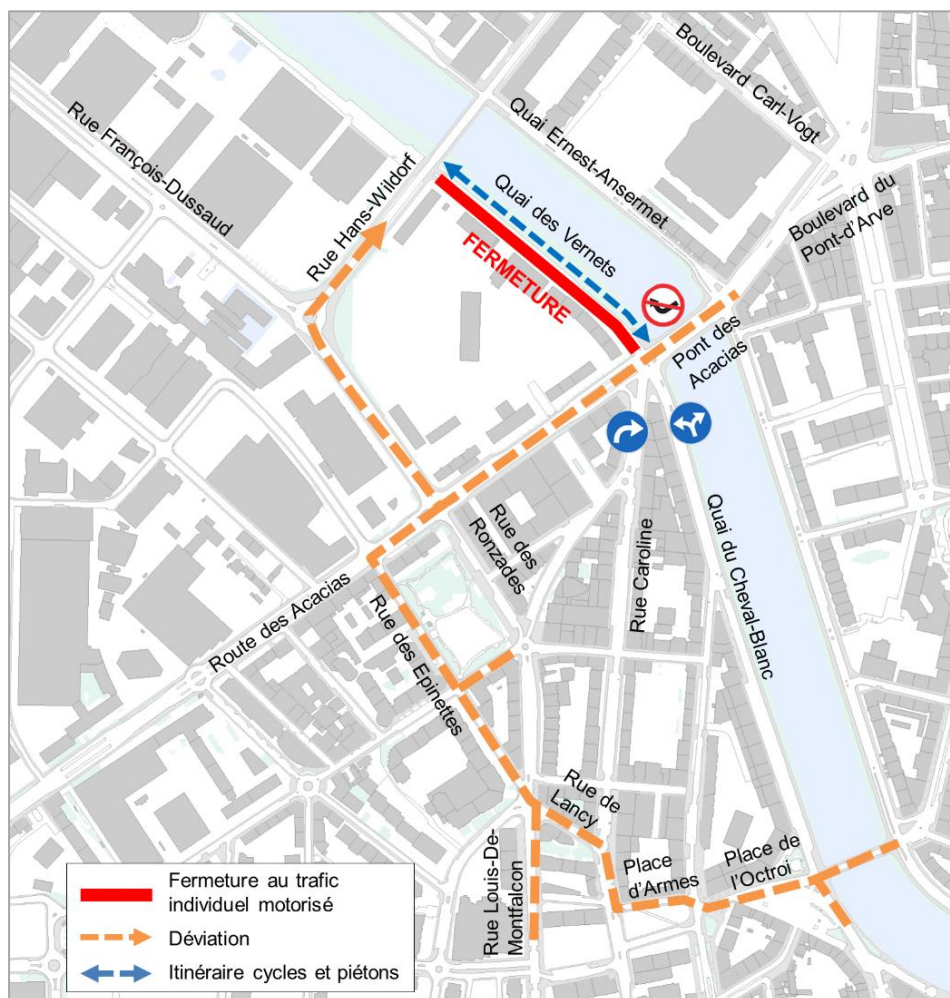 Boulevard Carl-Vogt
Quai Ernest-Ansermet
Rue François-Dussaud
Rue Hans-Wildorf
Quai des Vernets
FERMETURE
Boulevard du
Pont-d'Arve
Pont des
Acacias
Rue des
Ronzades
Rue Caroline
Quai du Cheval-Blanc
Route des Acacias
Rue des Epinettes
Rue de
Lancy
Place
d'Armes
Place de
l'Octroi
Rue Louis-De-
Montfalcon
Fermeture au trafic
individuel motorisé
Déviation
Itinéraire cycles et piétons